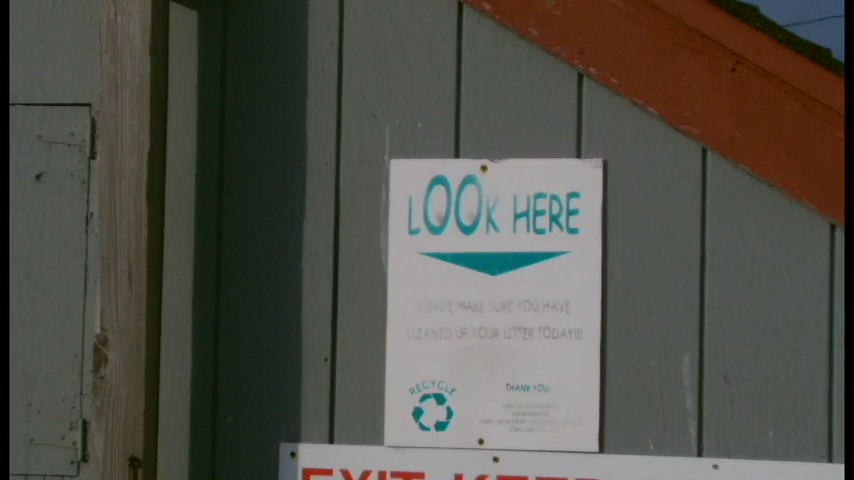 LOOK HERE
PLEASE MAKE SURE YOU HAVE
CLEANED UP YOUR LITTER TODAY!!!
RECYCLE
THANK YOU!
EXIT KEEP